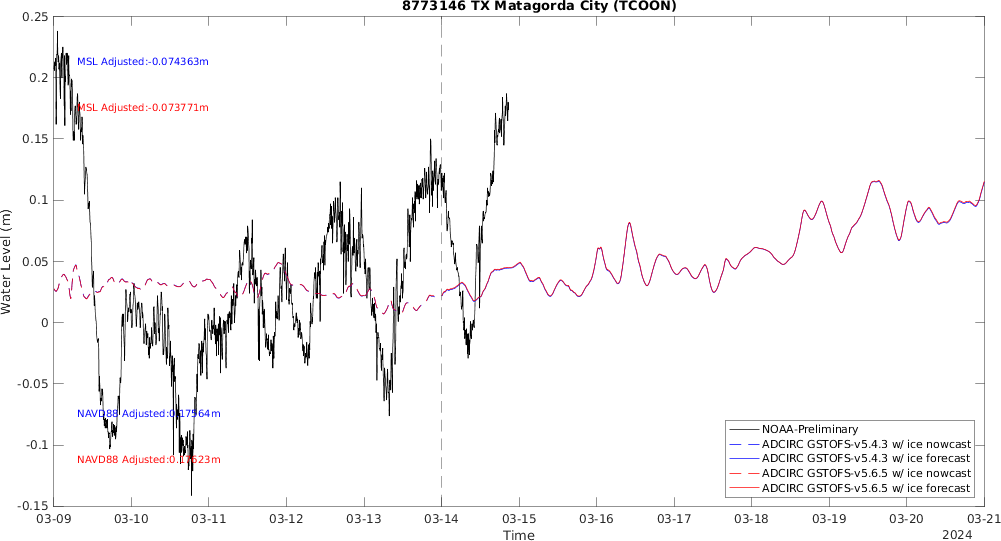 8773146 TX Matagorda City (TCOON)
0.25
0.2
0.15
0.1
0.05
0
-0.05
-0.1
-0.15
Water Level (m)
MSL Adjusted:-0.074363m
MSL Adjusted:-0.073771m
NAVD88 Adjusted:0.17564m
NAVD88 Adjusted:0.17623m
NOAA-Preliminary
ADCIRC GSTOFS-v5.4.3 w/ ice nowcast
ADCIRC GSTOFS-v5.4.3 w/ ice forecast
ADCIRC GSTOFS-v5.6.5 w/ ice nowcast
ADCIRC GSTOFS-v5.6.5 w/ ice forecast
03-09 03-10 03-11 03-12 03-13 03-14 03-15 03-16 03-17 03-18 03-19 03-20 03-21
Time
2024